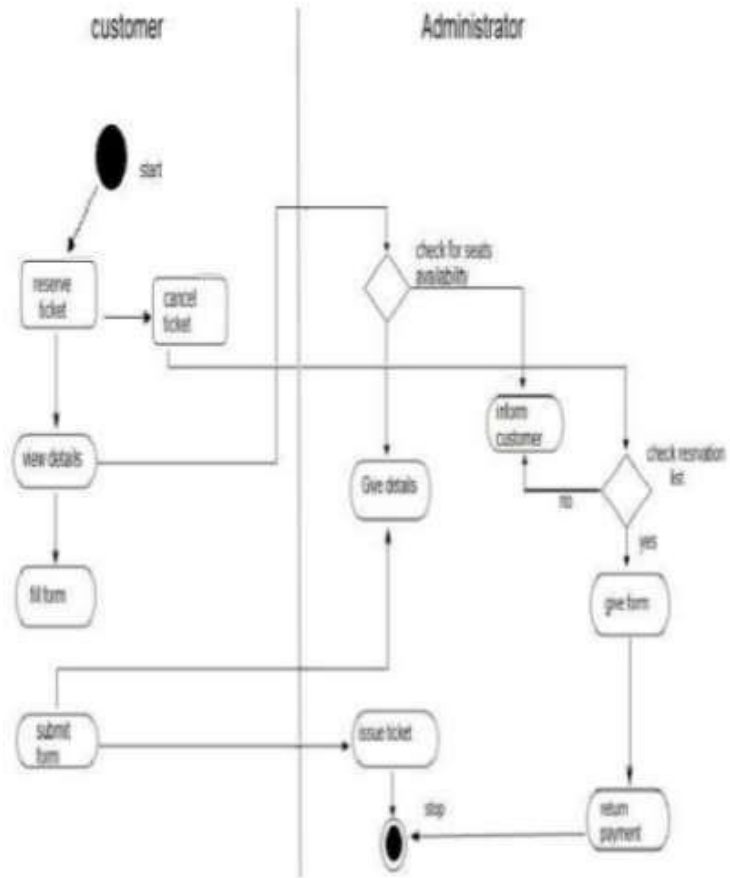 customer
Administrator
start
check for seats
availability
reserve
ticket
cancel
ticket
inform
customer
check resrvation
list
view details
Give details
no
yes
fill form
give form
submit
form
issue ticket
stop
return
payment